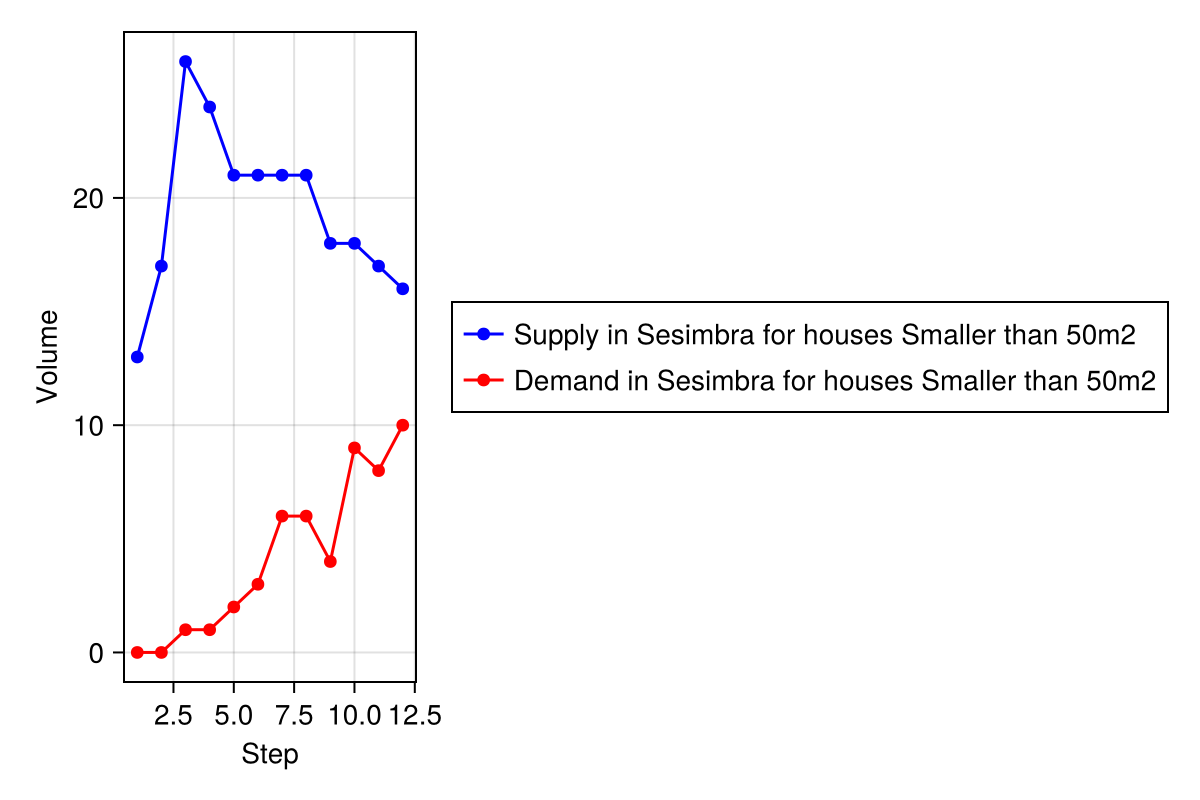 20
10
0
Volume
2.5 5.0 7.5 10.0 12.5
Step
Supply in Sesimbra for houses Smaller than 50m2
Demand in Sesimbra for houses Smaller than 50m2